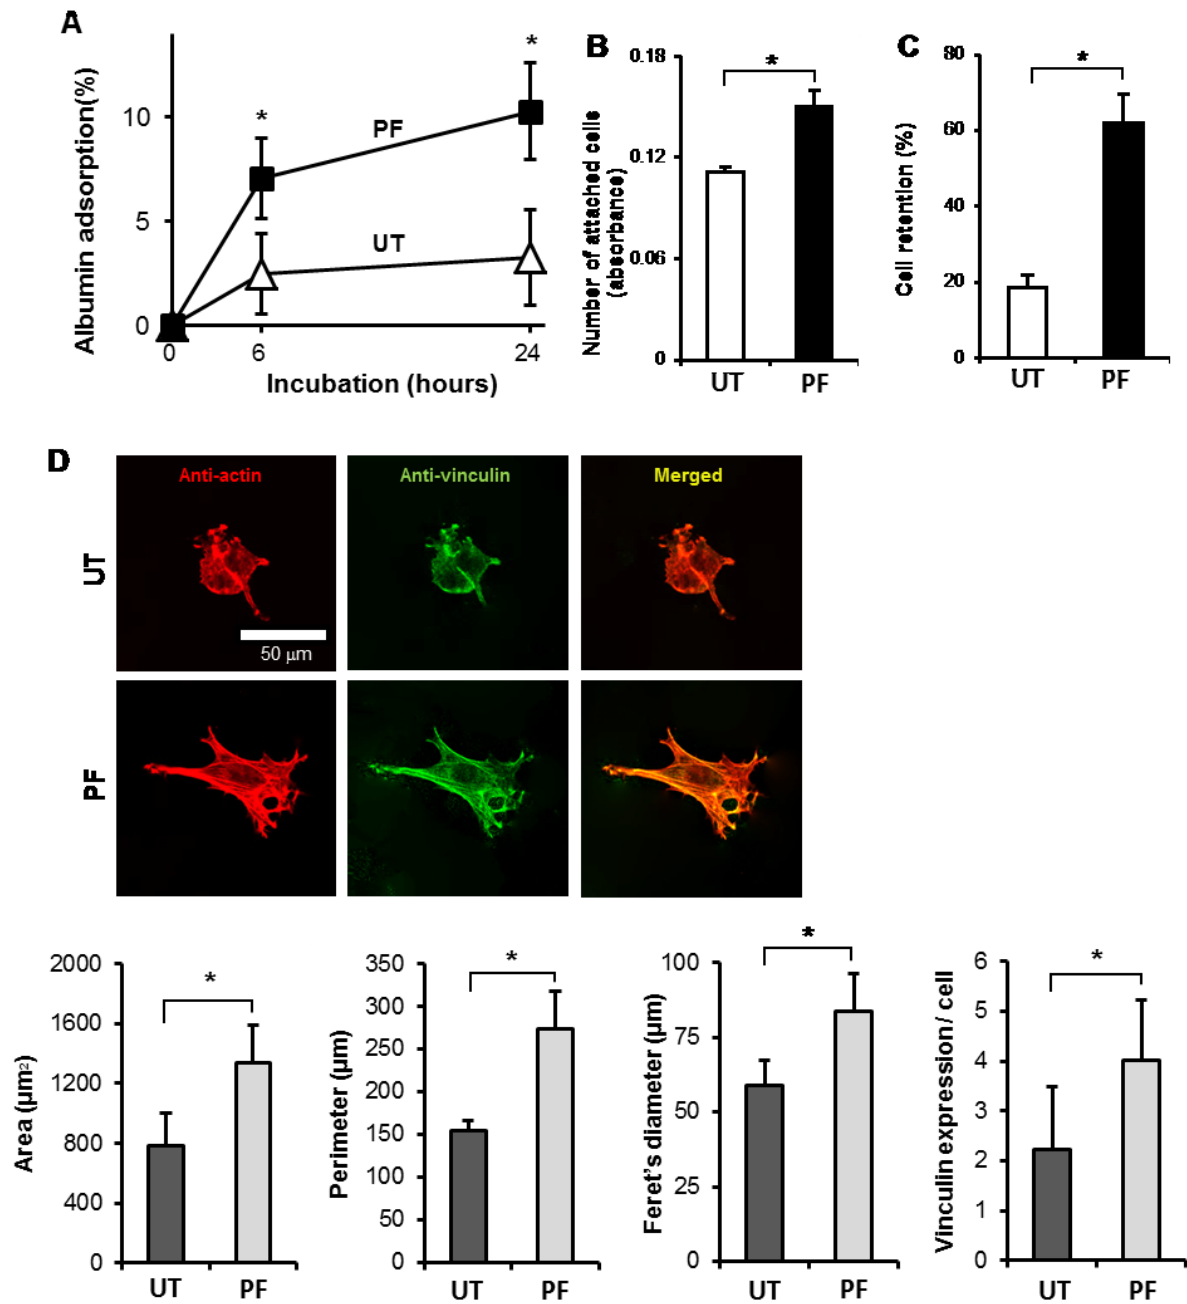 A
Albumin adsorption(%)
10
5
0
*
*
PF
UT
0 6 24
Incubation (hours)
B
Number of attached cells
(absorbance)
0.18
0.12
0.06
0
*
UT PF
C
Cell retention (%)
80
60
40
20
0
*
UT PF
D
Anti-actin Anti-vinculin Merged
UT
50 μm
PF
Area (μm²)
2000
1600
1200
800
400
0
*
UT PF
Perimeter (μm)
350
300
250
200
150
100
50
0
*
UT PF
Feret's diameter (μm)
100
75
50
25
0
*
UT PF
Vinculin expression/ cell
6
5
4
3
2
1
0
*
UT PF